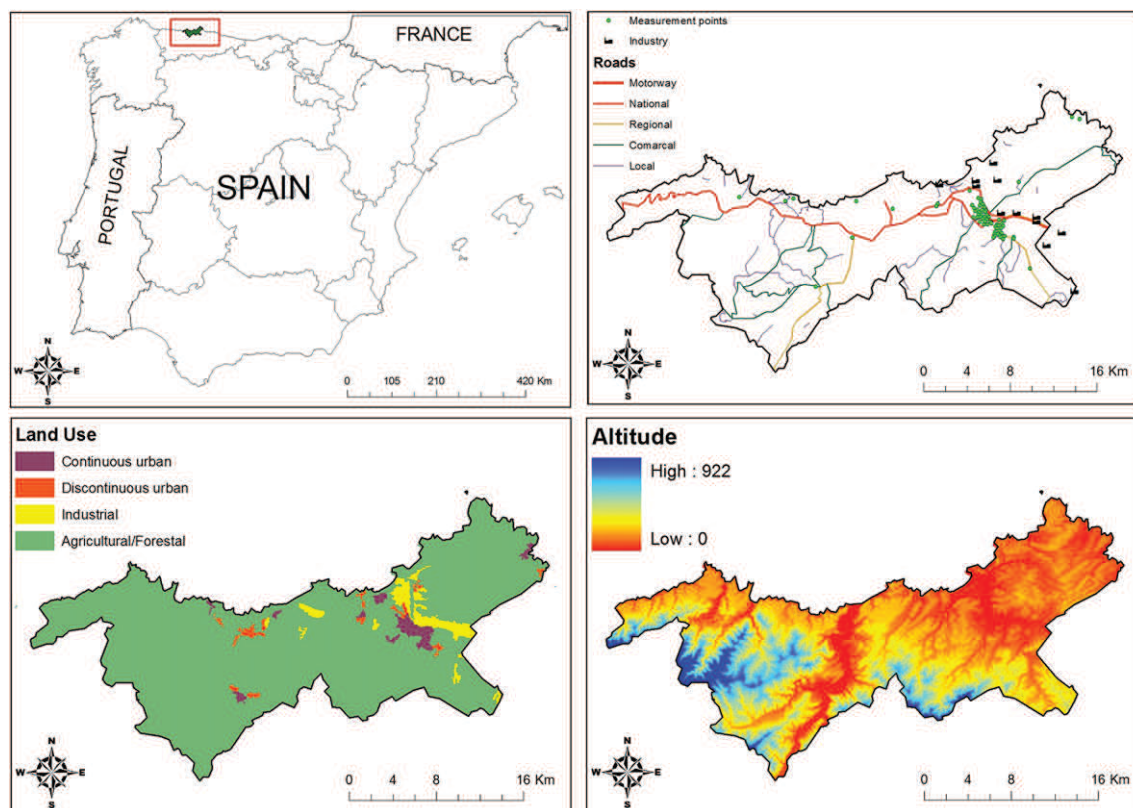 FRANCE
PORTUGAL
SPAIN
N
W E
S
0 105 210 420 Km
Measurement points
Industry
Roads
Motorway
National
Regional
Comarcal
Local
N
W E
S
0 4 8 16 Km
Land Use
Continuous urban
Discontinuous urban
Industrial
Agricultural/Forestal
N
W E
S
0 4 8 16 Km
Altitude
High : 922
Low : 0
N
W E
S
0 4 8 16 Km